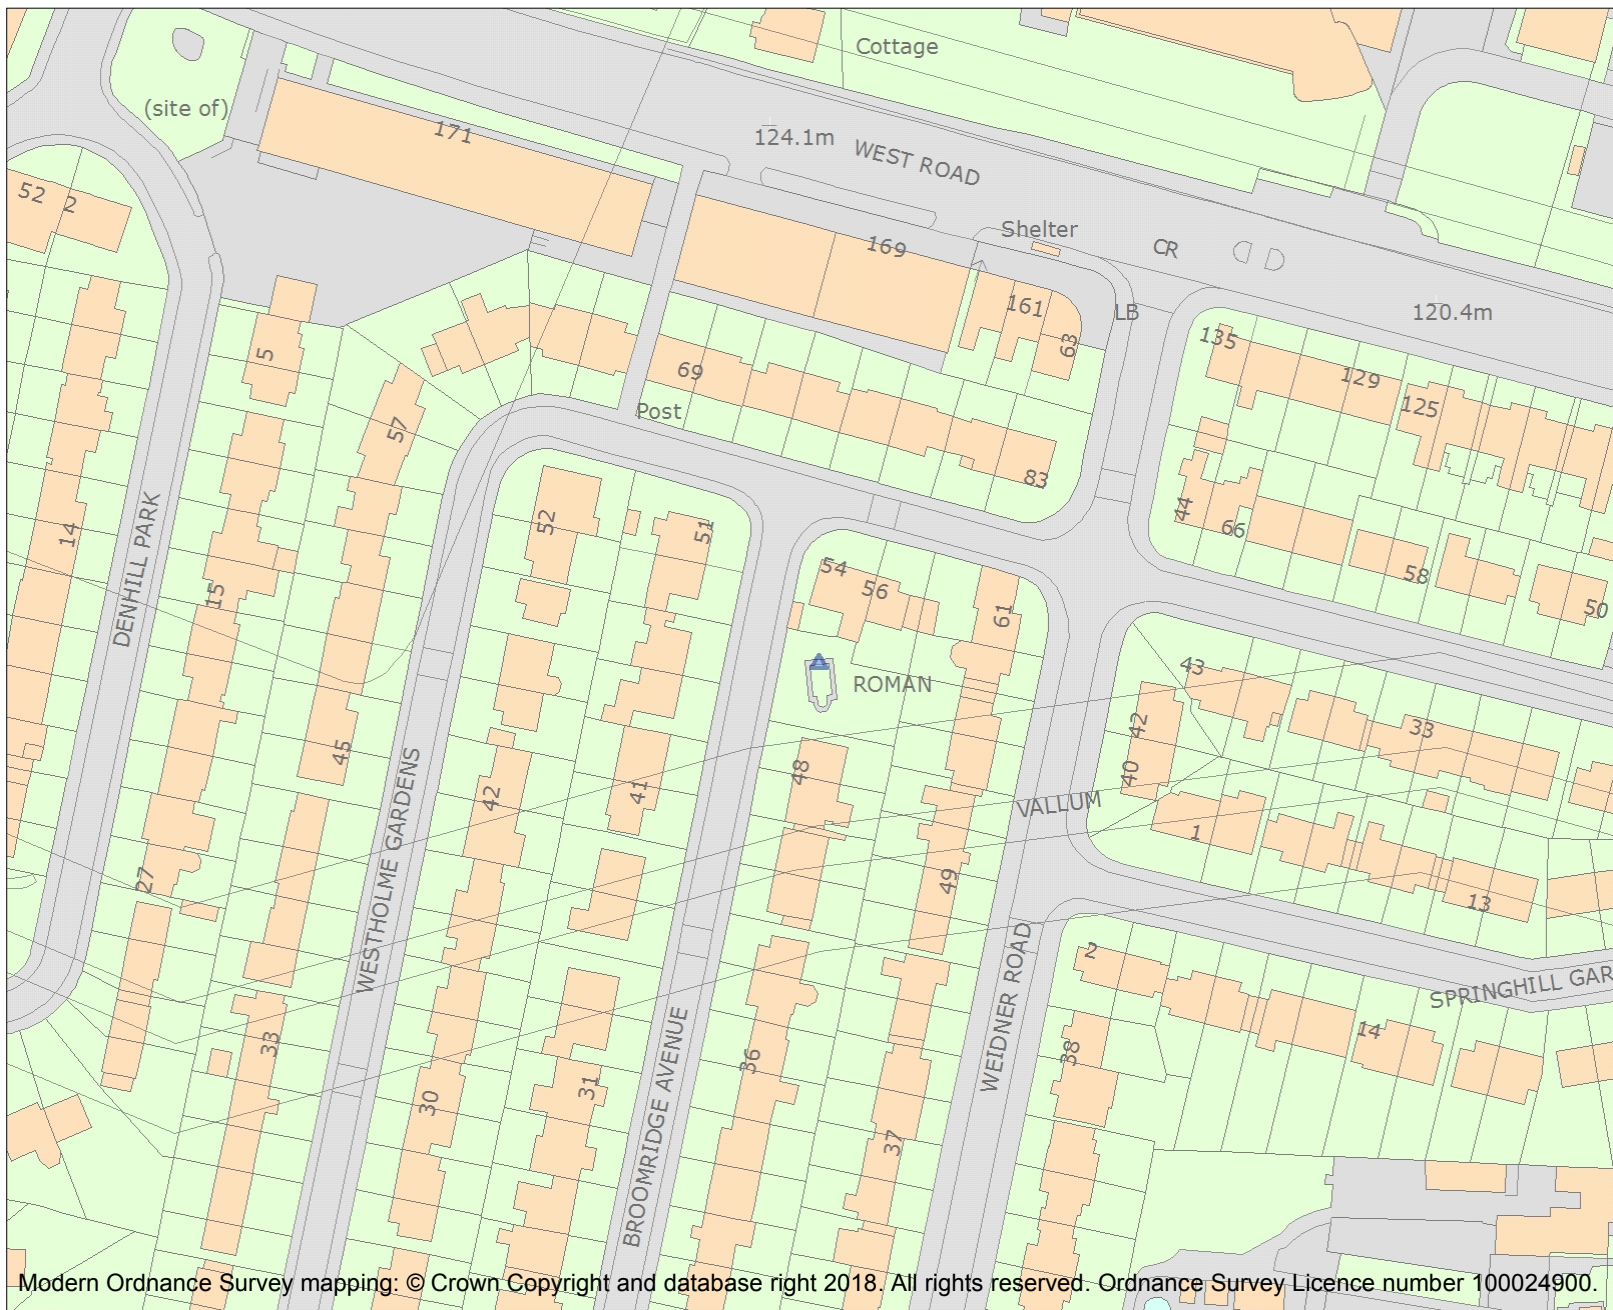 Cottage
(site of)
171
124.1m
WEST ROAD
52
2
Shelter
169
CR
161
LB
120.4m
63
135
5
69
129
125
Post
57
83
52
51
44
66
14
DENHILL PARK
54
56
58
50
15
61
ROMAN
43
42
33
45
48
40
42
41
VALLUM
1
WESTHOLME GARDENS
27
49
13
2
WEIDNER ROAD
SPRINGHILL GAR
33
36
38
14
30
31
BROOMRIDGE AVENUE
37
Modern Ordnance Survey mapping: © Crown Copyright and database right 2018. All rights reserved. Ordnance Survey Licence number 100024900.